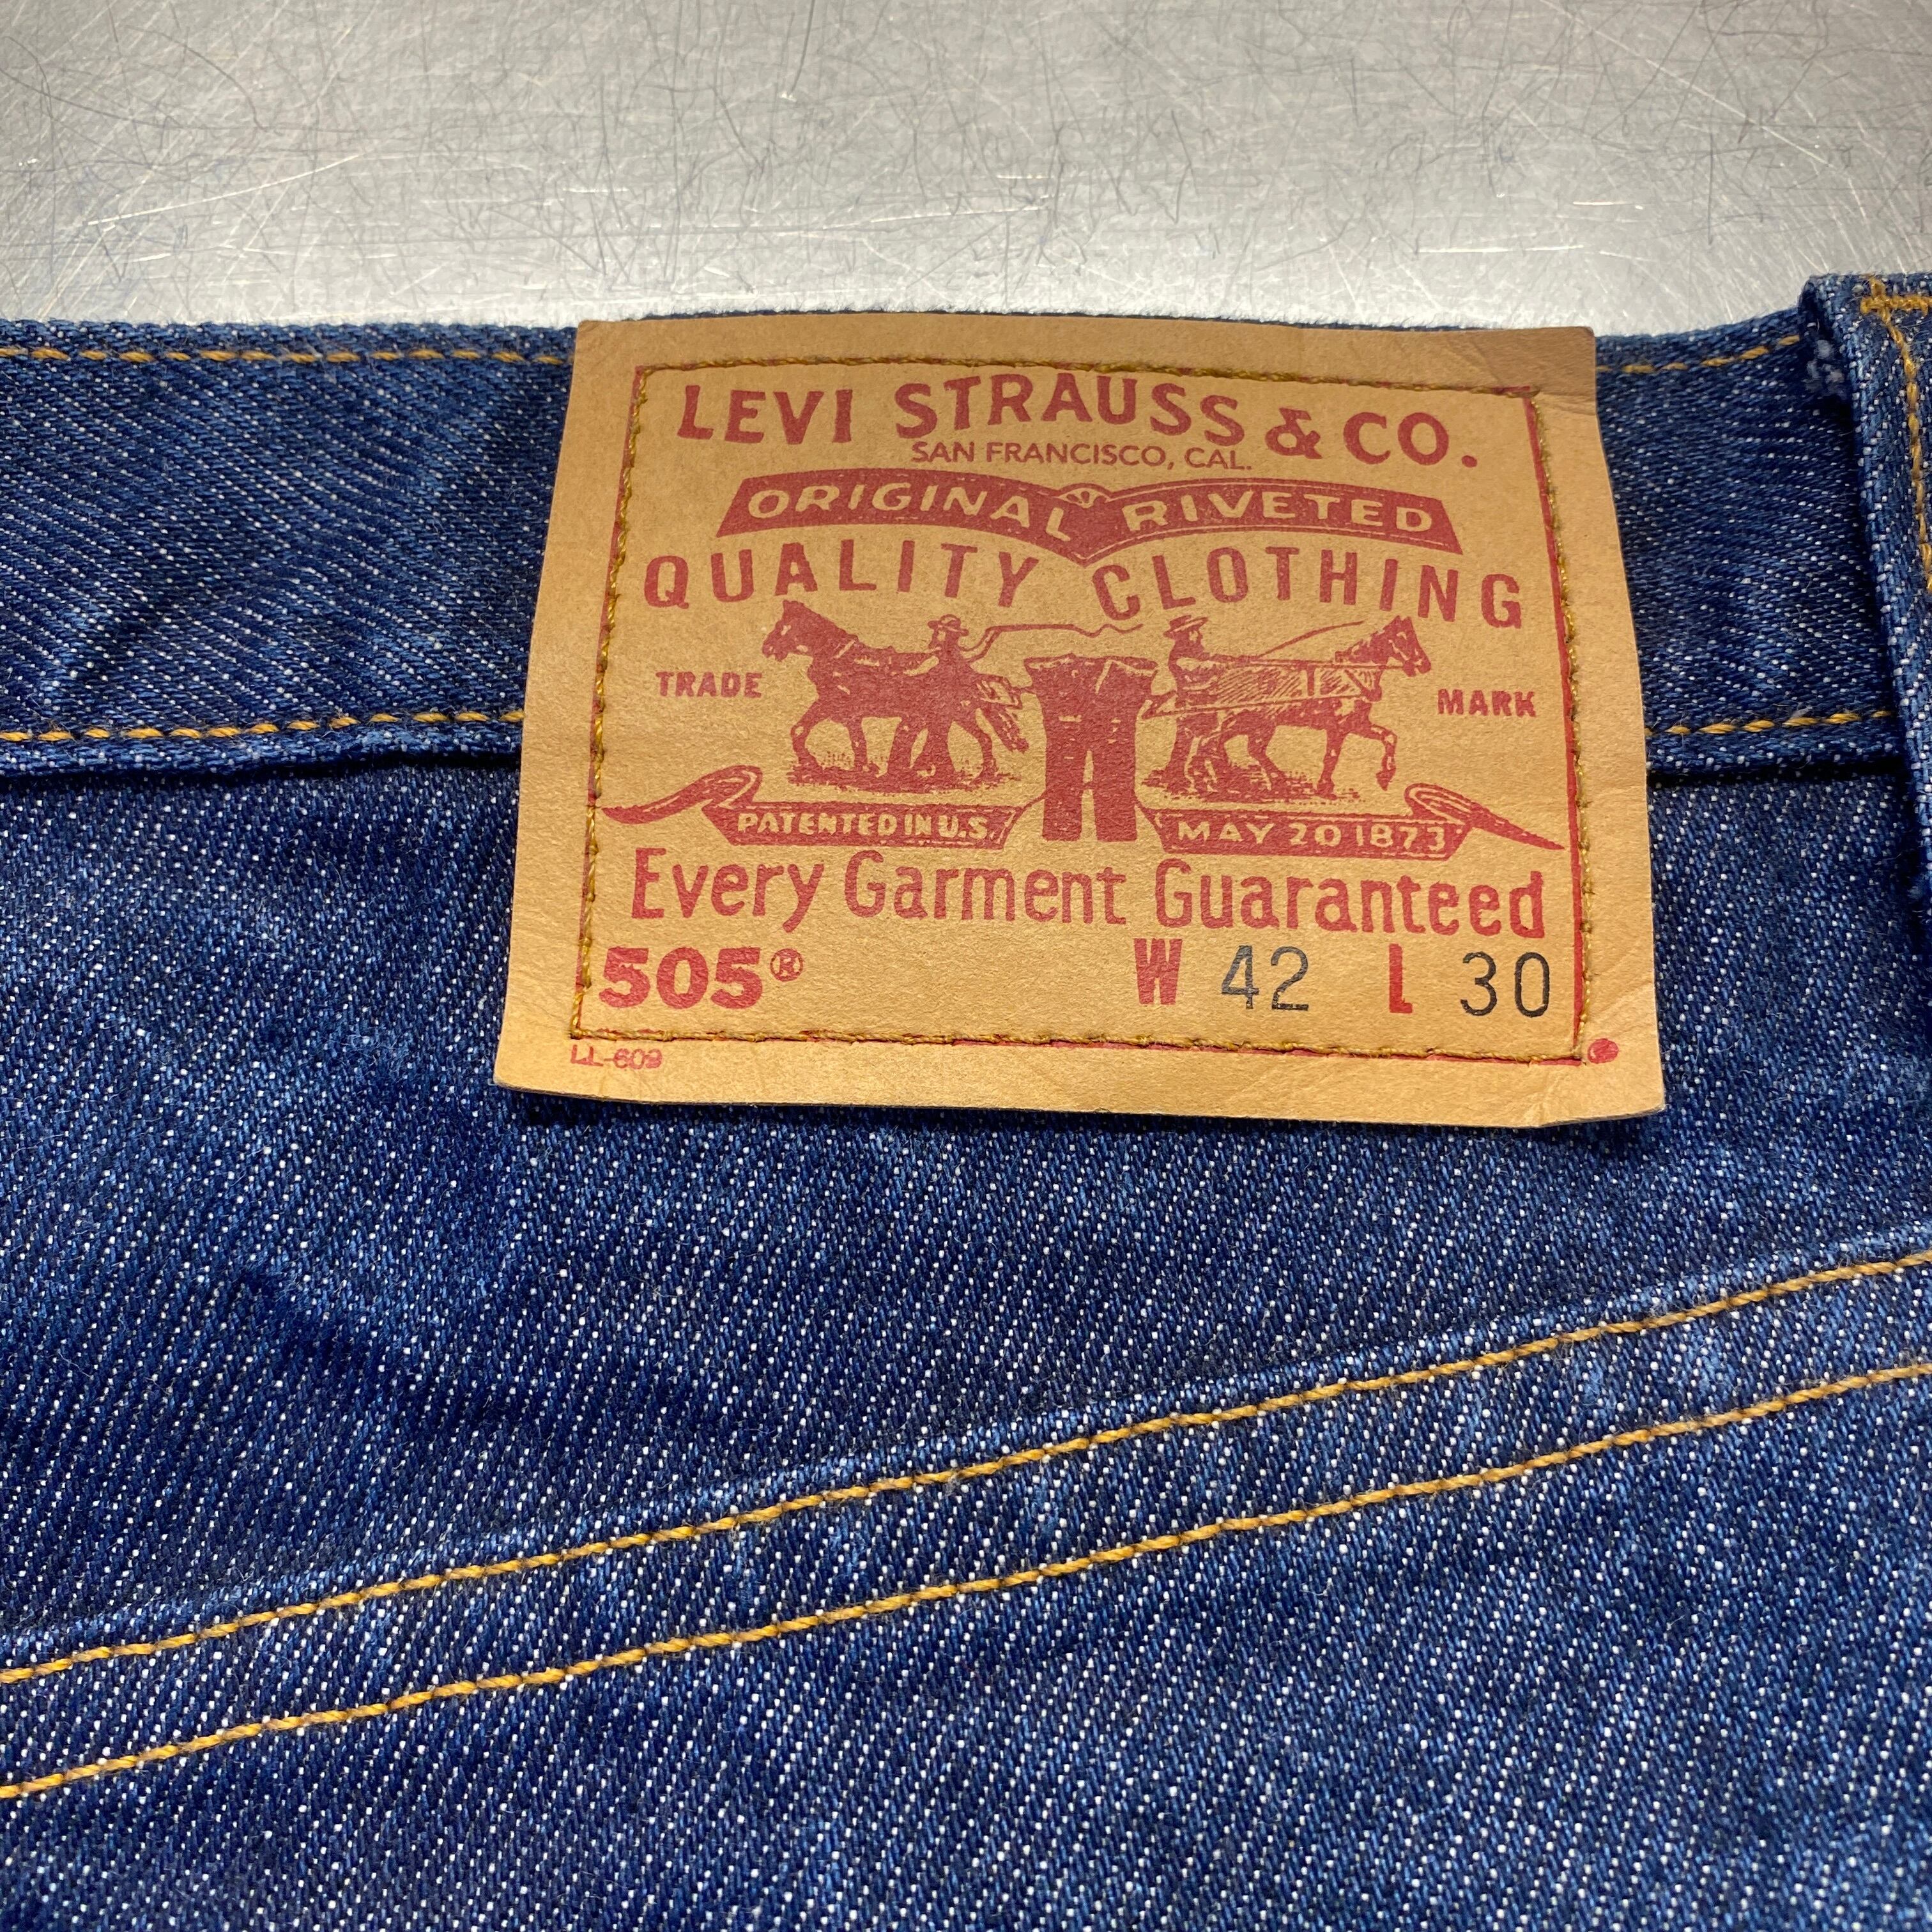 LEVI STRAUSS & CO.
SAN FRANCISCO, CAL.
ORIGINAL RIVETED
QUALITY CLOTHING
TRADE MARK
PATENTED IN U.S. MAY 20 1873
Every Garment Guaranteed
505® W 42 L 30
LL-609